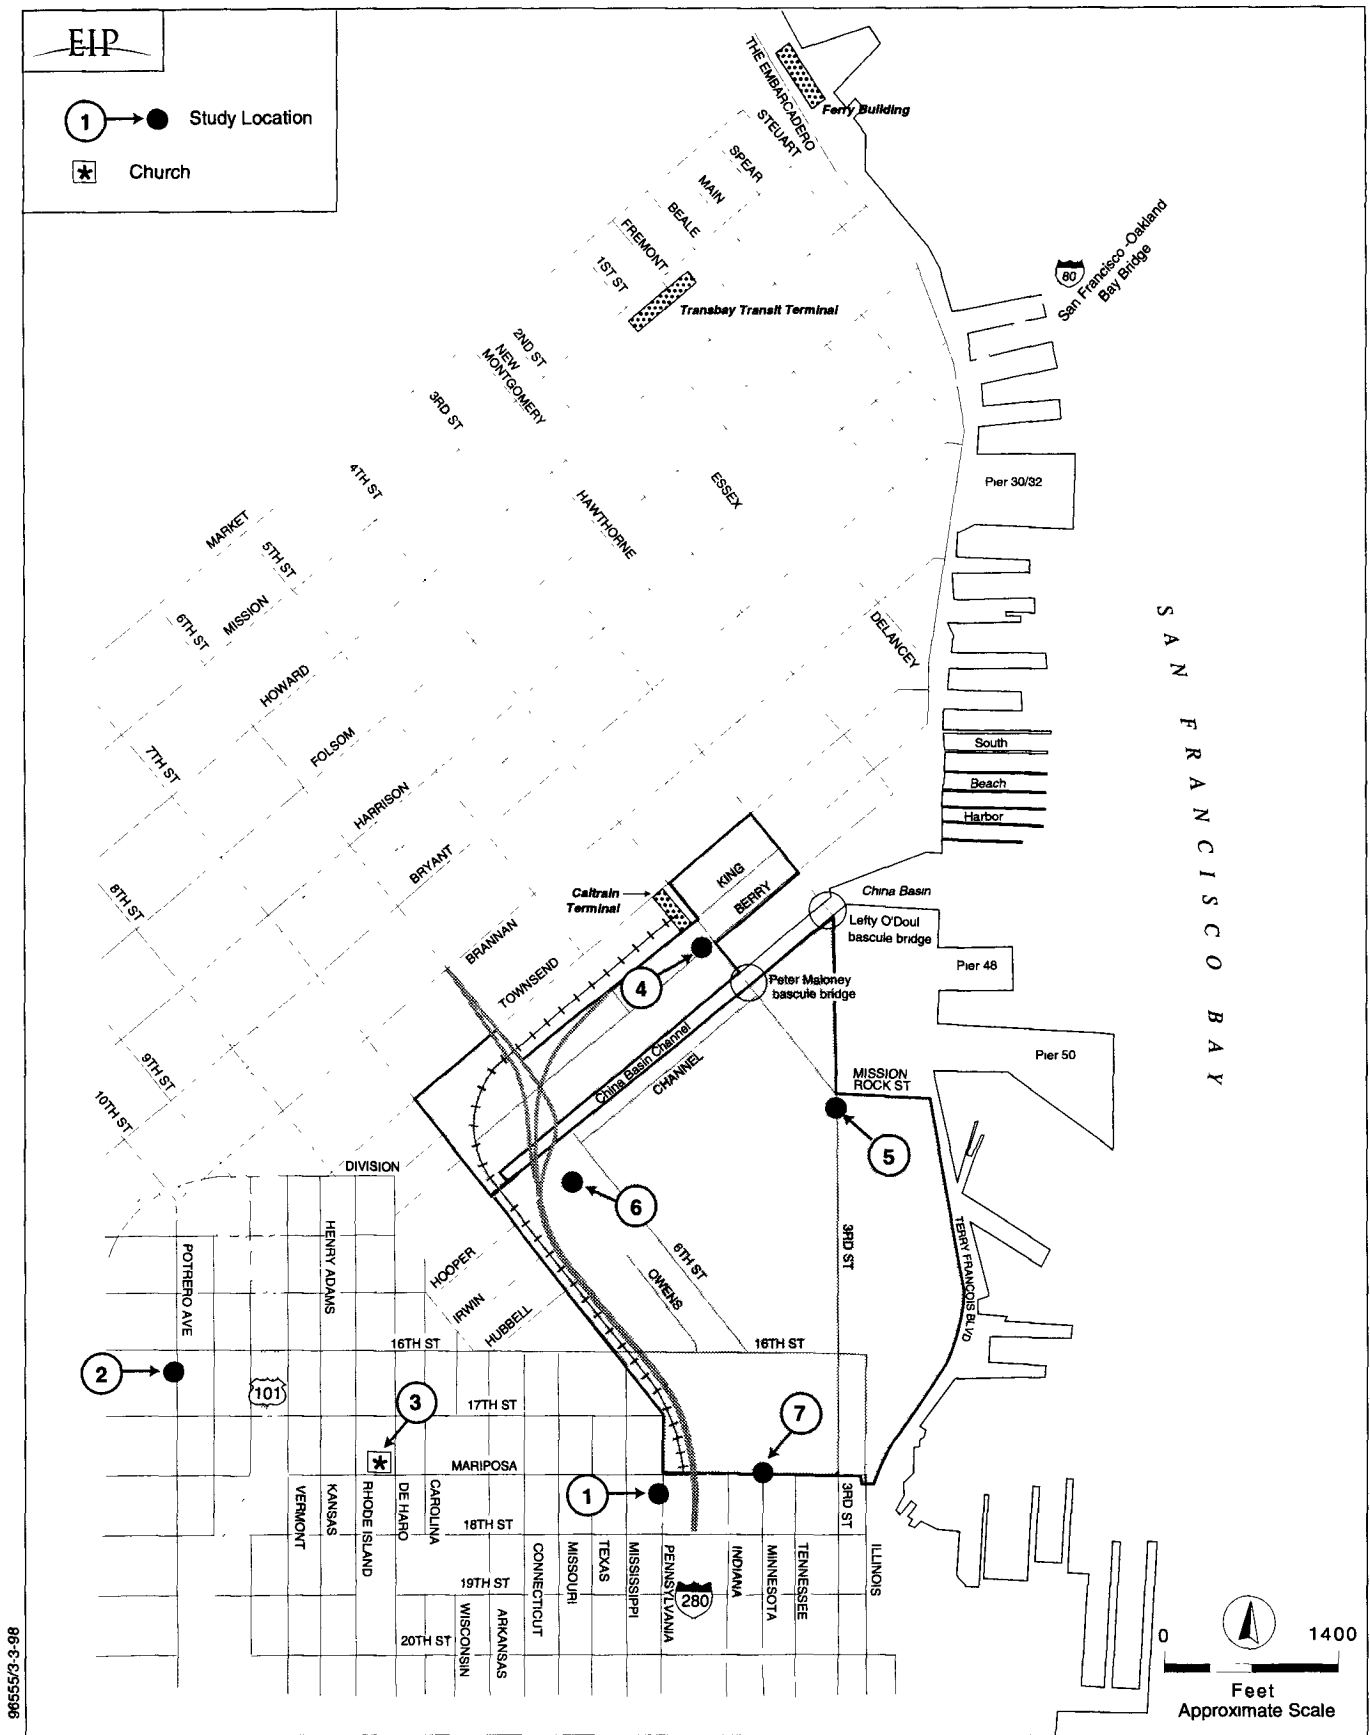 EIP
1
Study Location
*
Church
THE EMBARCADERO
Ferry Building
STEUART
SPEAR
MAIN
BEALE
FREMONT
1ST ST
80
San Francisco -Oakland
Bay Bridge
Transbay Transit Terminal
2ND ST
NEW
MONTGOMERY
3RD ST
4TH ST
ESSEX
HAWTHORNE
Pier 30/32
MARKET
5TH ST
MISSION
6TH ST
DELANCEY
SAN FRANCISCO BAY
HOWARD
FOLSOM
7TH ST
South
Beach
Harbor
HARRISON
BRYANT
8TH ST
KING
BERRY
Caltrain
Terminal
China Basin
Lefty O'Doul
bascule bridge
BRANNAN
TOWNSEND
4
Peter Maloney
bascule bridge
Pier 48
China Basin Channel
CHANNEL
Pier 50
MISSION
ROCK ST
9TH ST
10TH ST
5
DIVISION
6
HENRY ADAMS
POTRERO AVE
HOOPER
IRWIN
HUBBELL
6TH ST
OWENS
3RD ST
TERRY FRANÇOIS BLVD
16TH ST
16TH ST
2
101
3
17TH ST
7
MARIPOSA
1
VERMONT
KANSAS
RHODE ISLAND
DE HARO
CAROLINA
18TH ST
3RD ST
CONNECTICUT
MISSOURI
TEXAS
MISSISSIPPI
PENNSYLVANIA
INDIANA
MINNESOTA
TENNESSEE
ILLINOIS
19TH ST
280
WISCONSIN
ARKANSAS
20TH ST
0
1400
Feet
Approximate Scale
96555/3-3-98